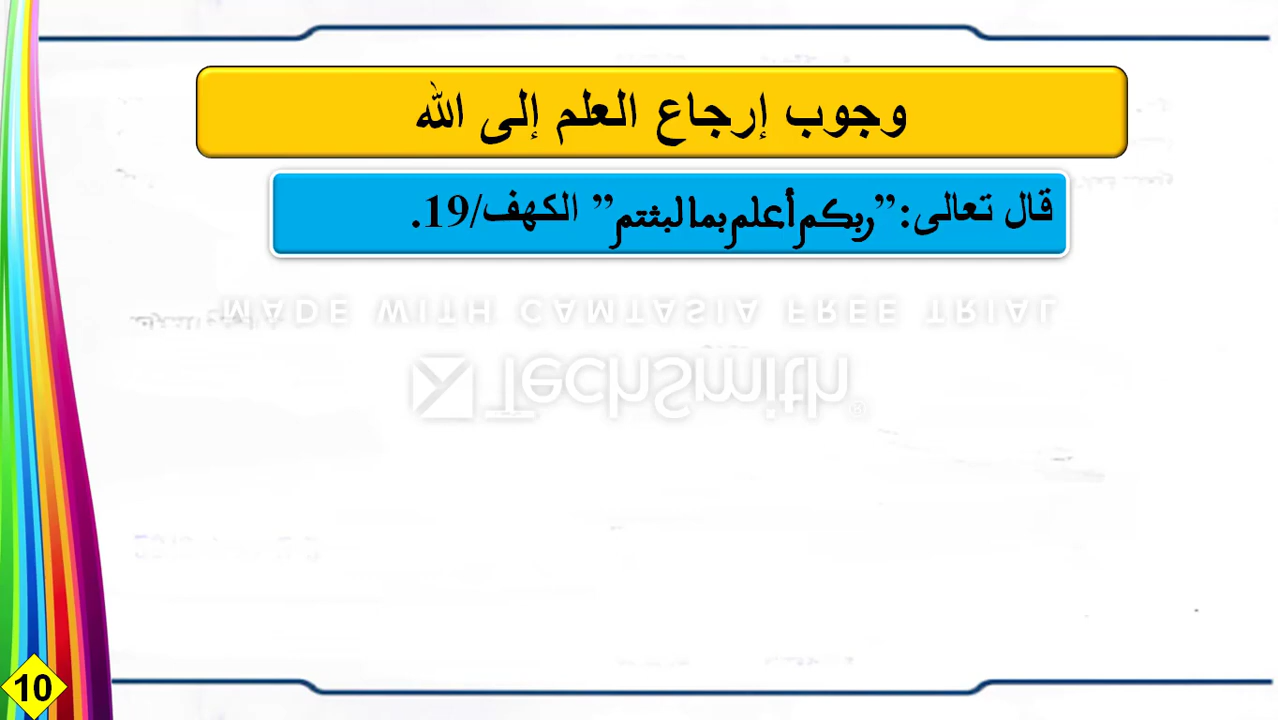 وجوب إرجاع العلم إلى الله
قال تعالى:”ربكم أعلم بما لبثتم” الكهف/19.
MADE WITH CAMTASIA FREE TRIAL
TechSmith®
10